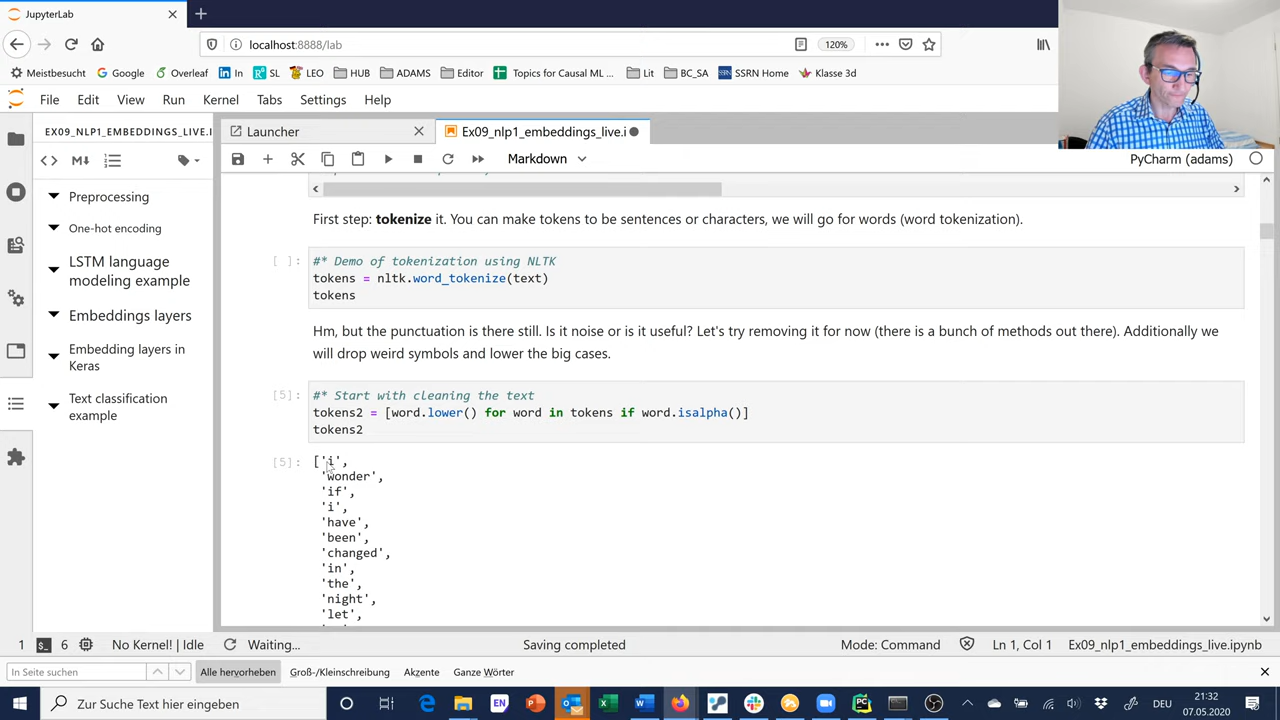 JupyterLab
localhost:8888/lab
120%
Meistbesucht Google Overleaf In SL LEO HUB ADAMS Editor Topics for Causal ML ... Lit BC_SA SSRN Home Klasse 3d
File Edit View Run Kernel Tabs Settings Help
EX09_NLP1_EMBEDDINGS_LIVE.I
Launcher
Ex09_nlp1_embeddings_live.i
Markdown
PyCharm (adams)
Preprocessing
One-hot encoding
LSTM language
modeling example
Embeddings layers
Embedding layers in
Keras
Text classification
example
First step: tokenize it. You can make tokens to be sentences or characters, we will go for words (word tokenization).
[ ]: #* Demo of tokenization using NLTK
tokens = nltk.word_tokenize(text)
tokens
Hm, but the punctuation is there still. Is it noise or is it useful? Let's try removing it for now (there is a bunch of methods out there). Additionally we
will drop weird symbols and lower the big cases.
[5]: #* Start with cleaning the text
tokens2 = [word.lower() for word in tokens if word.isalpha()]
tokens2
[5]: ['i',
'wonder',
'if',
'i',
'have',
'been',
'changed',
'in',
'the',
'night',
'let',
1 6 No Kernel! | Idle Waiting... Saving completed Mode: Command Ln 1, Col 1 Ex09_nlp1_embeddings_live.ipynb
In Seite suchen Alle hervorheben Groß-/Kleinschreibung Akzente Ganze Wörter
Zur Suche Text hier eingeben
EN
DEU
21:32
07.05.2020